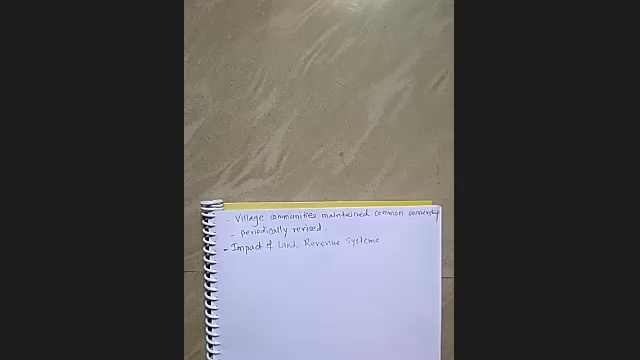 - Village communities maintained common ownership
- periodically revised.
- Impact of Land Revenue Systems